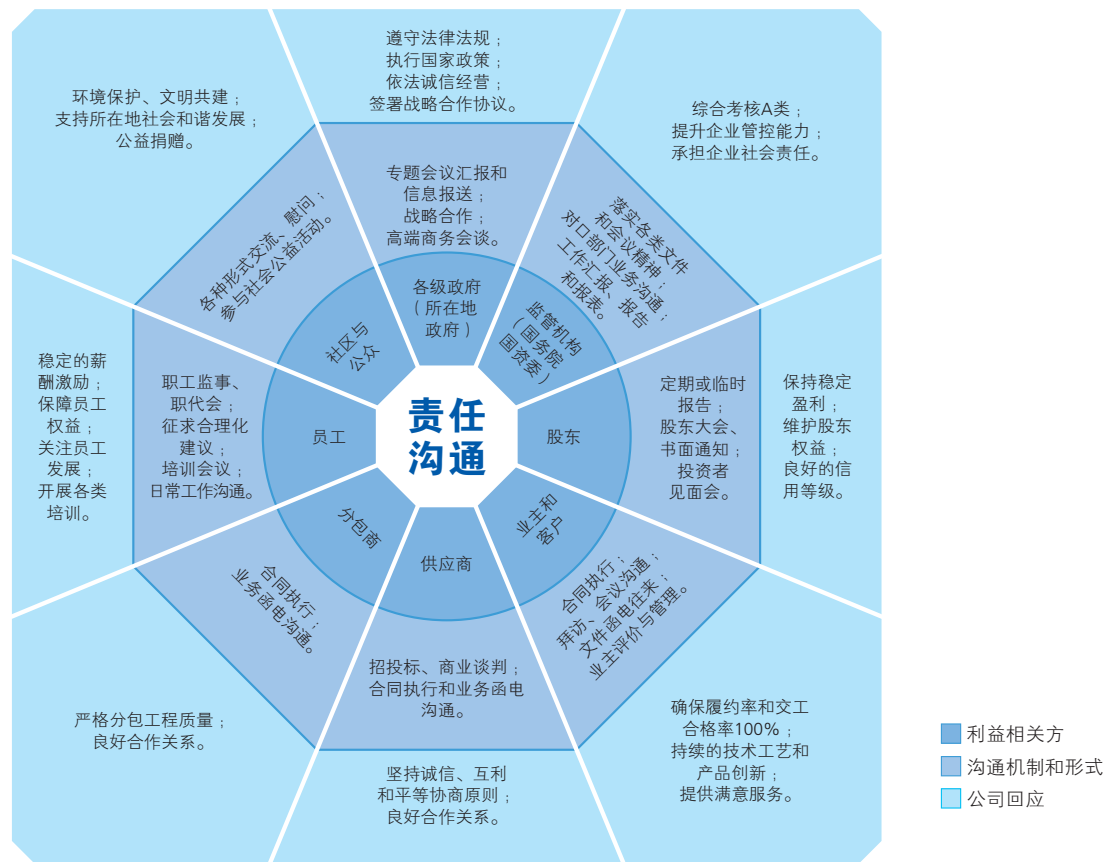 遵守法律法规；
执行国家政策；
依法诚信经营；
签署战略合作协议。
环境保护、文明共建；
支持所在地社会和谐发展；
公益捐赠。
综合考核A类；
提升企业管控能力；
承担企业社会责任。
专题会议汇报和
信息报送；
战略合作；
高端商务会谈。
各种形式交流、慰问；
参与社会公益活动。
落实各类文件
和会议精神；
对口部门业务沟通；
工作汇报、报告
和报表。
各级政府
（所在地
政府）
社区与
公众
监管机构
（国务院
国资委）
稳定的薪
酬激励；
保障员工
权益；
关注员工
发展；
开展各类
培训。
职工监事、
职代会；
征求合理化
建议；
培训会议；
日常工作沟通。
员工
责任
沟通
股东
定期或临时
报告；
股东大会、
书面通知；
投资者
见面会。
保持稳定
盈利；
维护股东
权益；
良好的信
用等级。
分包商
供应商
业主和
客户
合同执行；
业务函电沟通。
招投标、商业谈判；
合同执行和业务函电
沟通。
合同执行；
拜访、会议沟通；
文件函电往来；
业主评价与管理。
严格分包工程质量；
良好合作关系。
坚持诚信、互利
和平等协商原则；
良好合作关系。
确保履约率和交工
合格率100%；
持续的技术工艺和
产品创新；
提供满意服务。
利益相关方
沟通机制和形式
公司回应